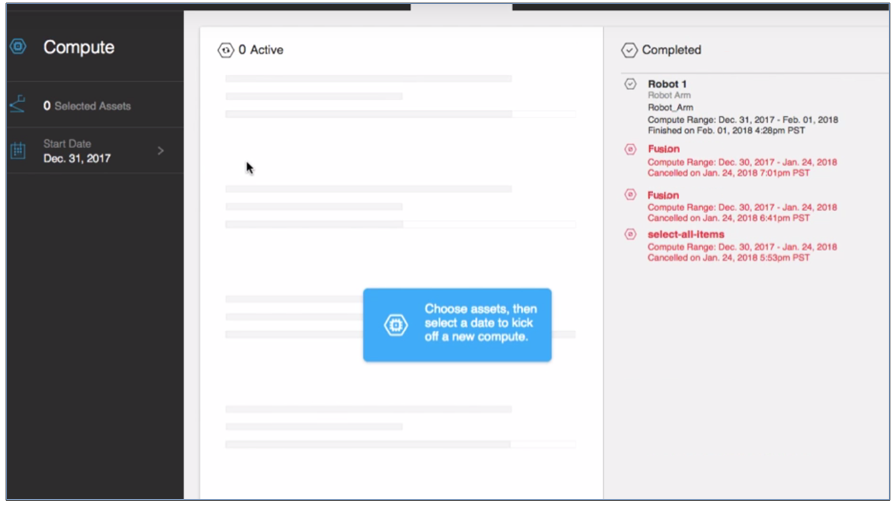 Compute
0 Selected Assets
Start Date
Dec. 31, 2017
0 Active
Choose assets, then
select a date to kick
off a new compute.
Completed
Robot 1
Robot Arm
Robot_Arm
Compute Range: Dec. 31, 2017 - Feb. 01, 2018
Finished on Feb. 01, 2018 4:28pm PST
Fusion
Compute Range: Dec. 30, 2017 - Jan. 24, 2018
Cancelled on Jan. 24, 2018 7:01pm PST
Fusion
Compute Range: Dec. 30, 2017 - Jan. 24, 2018
Cancelled on Jan. 24, 2018 6:41pm PST
select-all-items
Compute Range: Dec. 30, 2017 - Jan. 24, 2018
Cancelled on Jan. 24, 2018 5:53pm PST